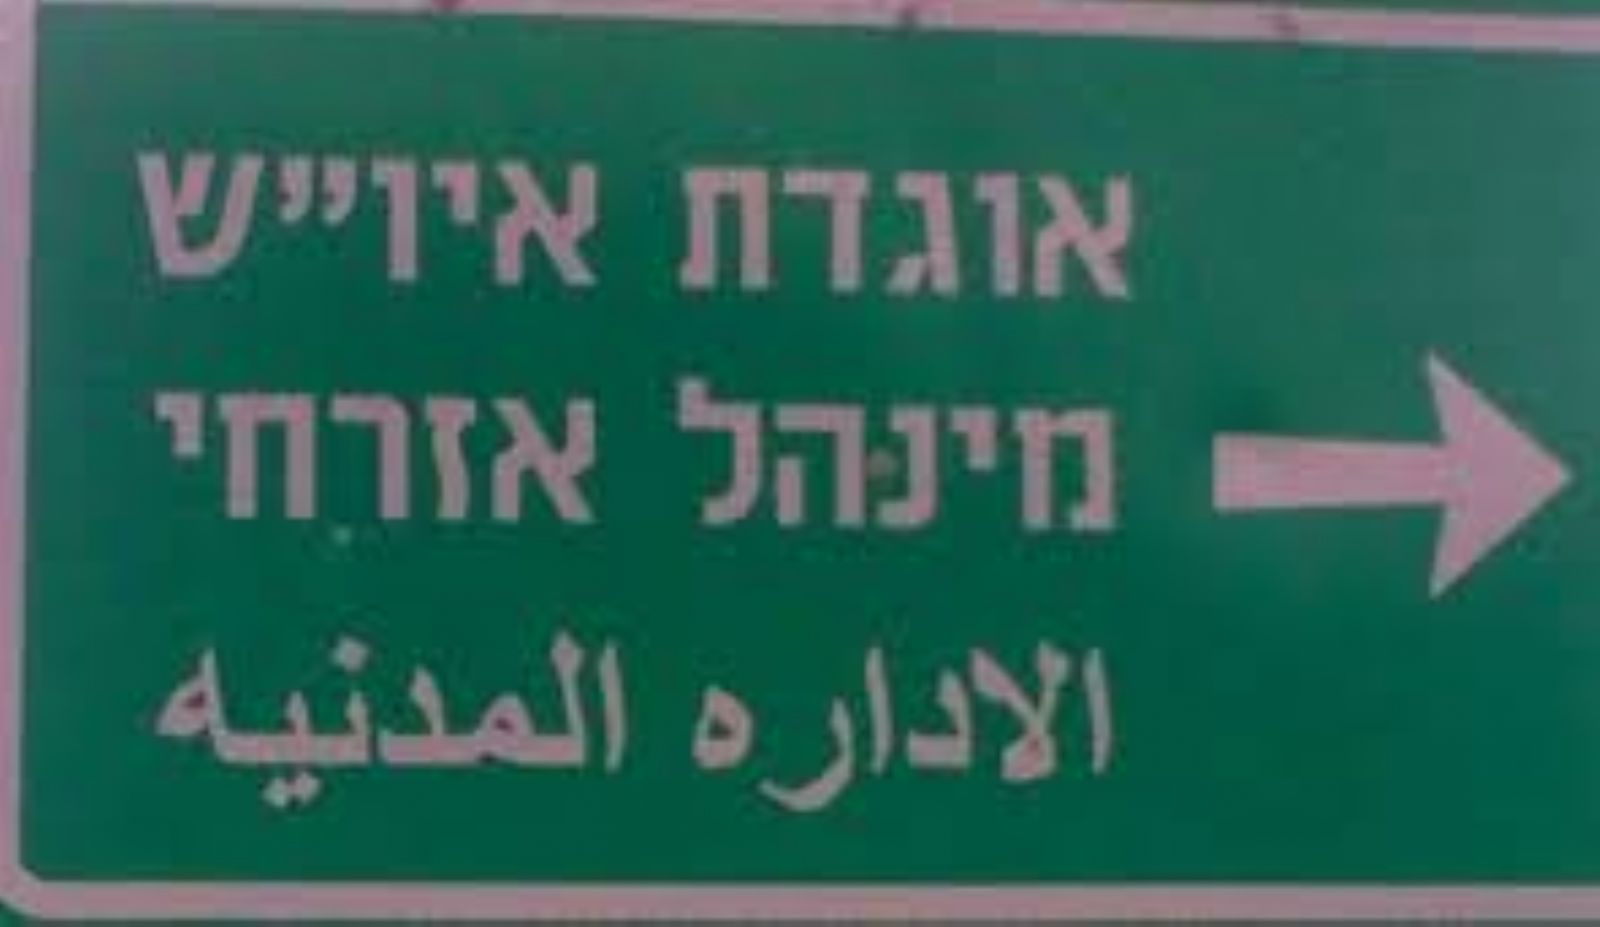 אוגדת איו״ש
מינהל אזרחי
الاداره المدنيه